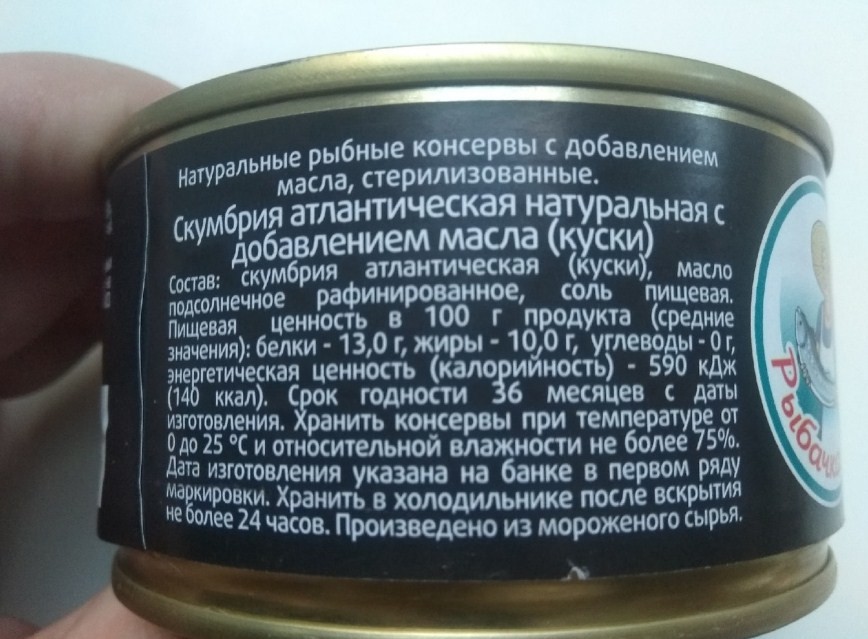 Натуральные рыбные консервы с добавлением
масла, стерилизованные.
Скумбрия атлантическая натуральная с
добавлением масла (куски)
Состав: скумбрия атлантическая (куски), масло
подсолнечное рафинированное, соль пищевая.
Пищевая ценность в 100 г продукта (средние
значения): белки - 13,0 г, жиры - 10,0 г, углеводы - 0 г,
энергетическая ценность (калорийность) - 590 кДж
(140 ккал). Срок годности 36 месяцев с даты
изготовления. Хранить консервы при температуре от
0 до 25 °С и относительной влажности не более 75%.
Дата изготовления указана на банке в первом ряду
маркировки. Хранить в холодильнике после вскрытия
не более 24 часов. Произведено из мороженого сырья.